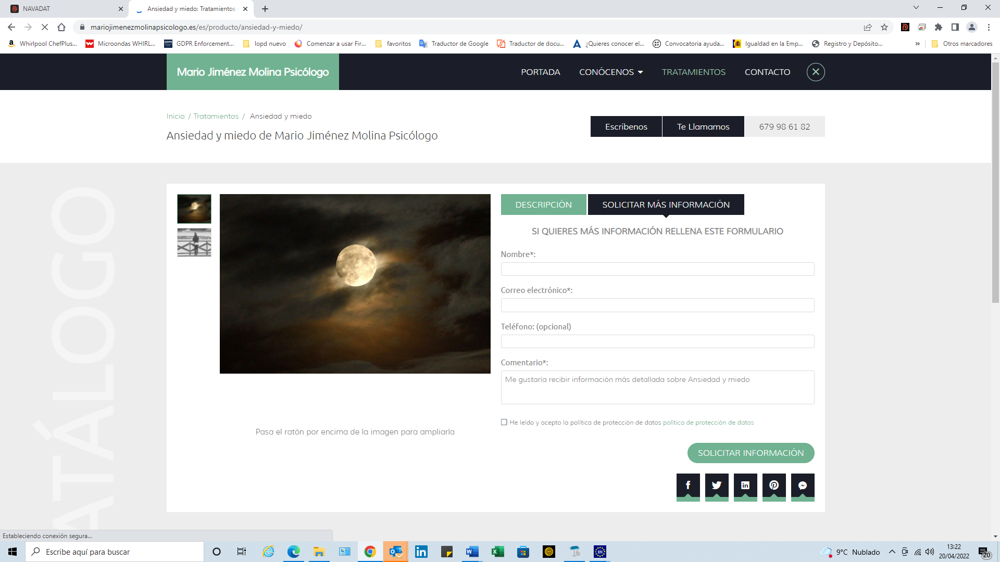 NAVADAT
Ansiedad y miedo: Tratamientos
mariojimenezmolinapsicologo.es/es/producto/ansiedad-y-miedo/
Whirlpool ChefPlus...
Microondas WHIRL...
GDPR Enforcement...
lopd nuevo
Comenzar a usar Fir...
favoritos
Traductor de Google
Traductor de docu...
¿Quieres conocer el...
Convocatoria ayuda...
Igualdad en la Emp...
Registro y Depósito...
»
Otros marcadores
Mario Jiménez Molina Psicólogo
PORTADA
CONÓCENOS
TRATAMIENTOS
CONTACTO
Inicio / Tratamientos / Ansiedad y miedo
Ansiedad y miedo de Mario Jiménez Molina Psicólogo
Escríbenos
Te Llamamos
679 98 61 82
ATÁLOGO
DESCRIPCIÓN
SOLICITAR MÁS INFORMACIÓN
SI QUIERES MÁS INFORMACIÓN RELLENA ESTE FORMULARIO
Nombre*:
Correo electrónico*:
Teléfono: (opcional)
Comentario*:
Me gustaría recibir información más detallada sobre Ansiedad y miedo
He leído y acepto la política de protección de datos política de protección de datos
Pasa el ratón por encima de la imagen para ampliarla
SOLICITAR INFORMACIÓN
Estableciendo conexión segura...
Escribe aquí para buscar
9°C Nublado
13:22
20/04/2022
20